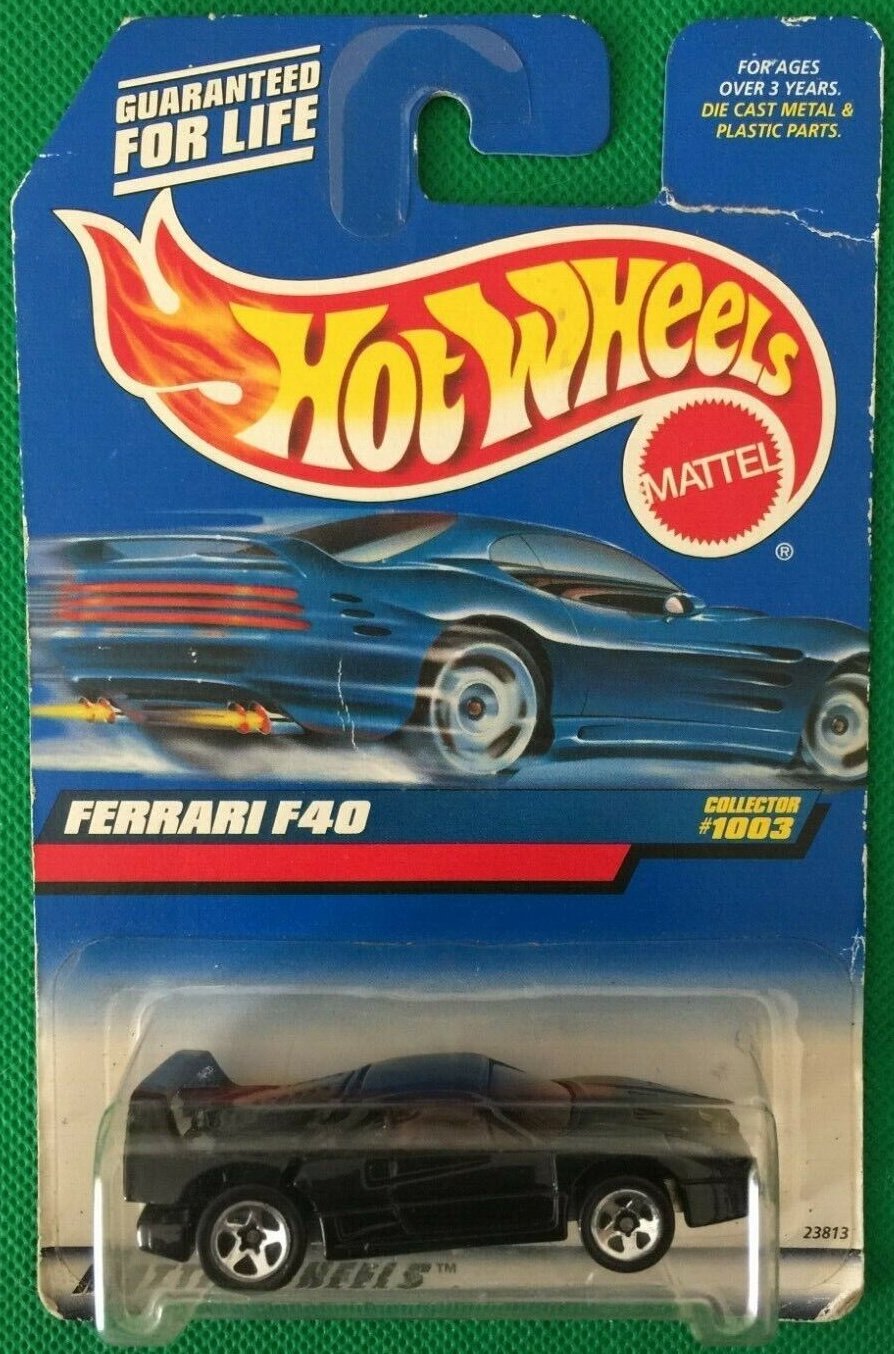 GUARANTEED
FOR LIFE
FOR AGES
OVER 3 YEARS.
DIE CAST METAL &
PLASTIC PARTS.
HOT WHEELS
MATTEL
®
FERRARI F40
COLLECTOR
#1003
23813
WHEELS™